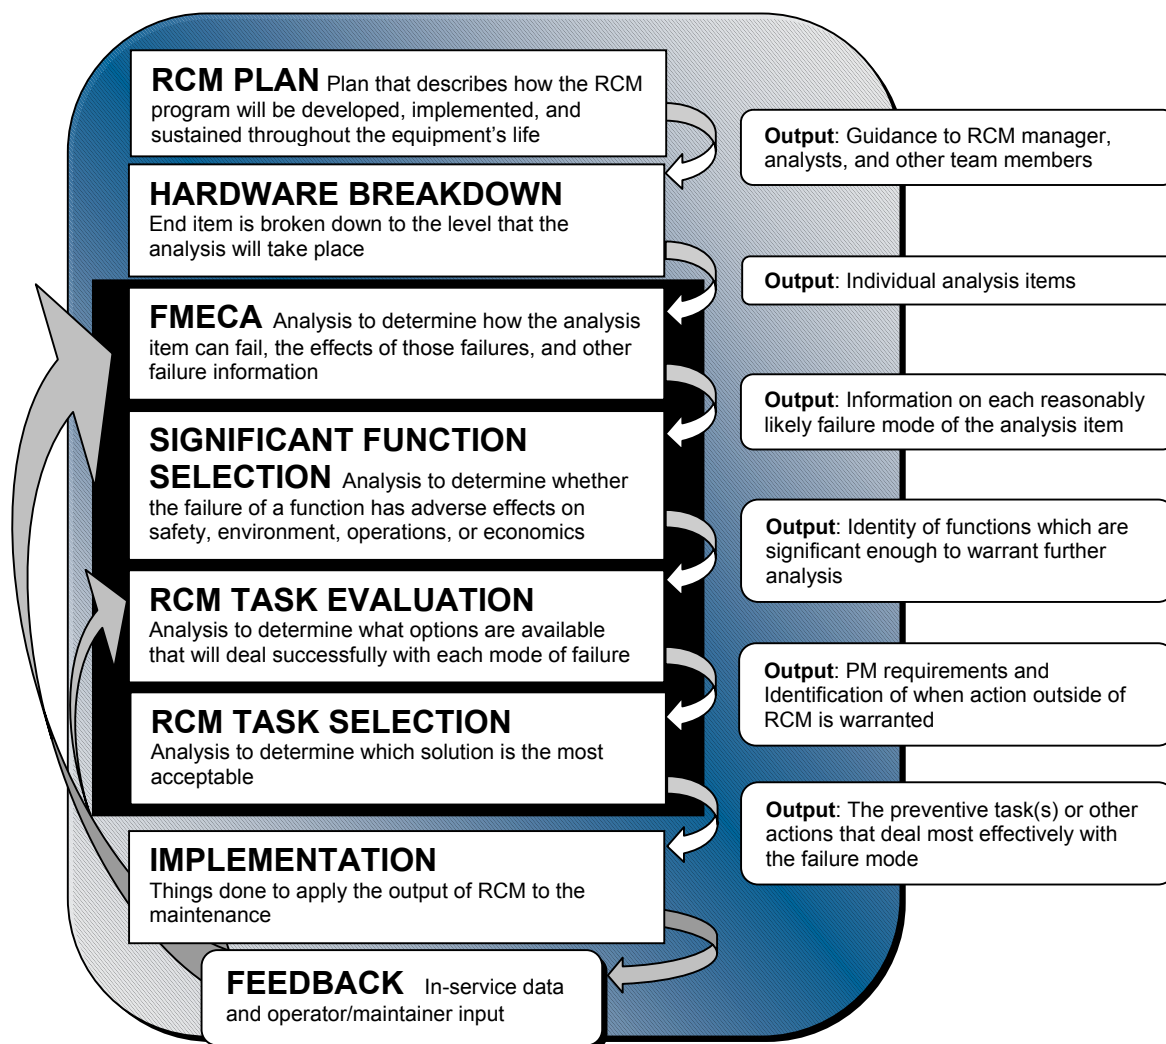 RCM PLAN Plan that describes how the RCM
program will be developed, implemented, and
sustained throughout the equipment's life
Output: Guidance to RCM manager,
analysts, and other team members
HARDWARE BREAKDOWN
End item is broken down to the level that the
analysis will take place
Output: Individual analysis items
FMECA Analysis to determine how the analysis
item can fail, the effects of those failures, and other
failure information
Output: Information on each reasonably
likely failure mode of the analysis item
SIGNIFICANT FUNCTION
SELECTION Analysis to determine whether
the failure of a function has adverse effects on
safety, environment, operations, or economics
Output: Identity of functions which are
significant enough to warrant further
analysis
RCM TASK EVALUATION
Analysis to determine what options are available
that will deal successfully with each mode of failure
Output: PM requirements and
Identification of when action outside of
RCM is warranted
RCM TASK SELECTION
Analysis to determine which solution is the most
acceptable
Output: The preventive task(s) or other
actions that deal most effectively with
the failure mode
IMPLEMENTATION
Things done to apply the output of RCM to the
maintenance
FEEDBACK In-service data
and operator/maintainer input